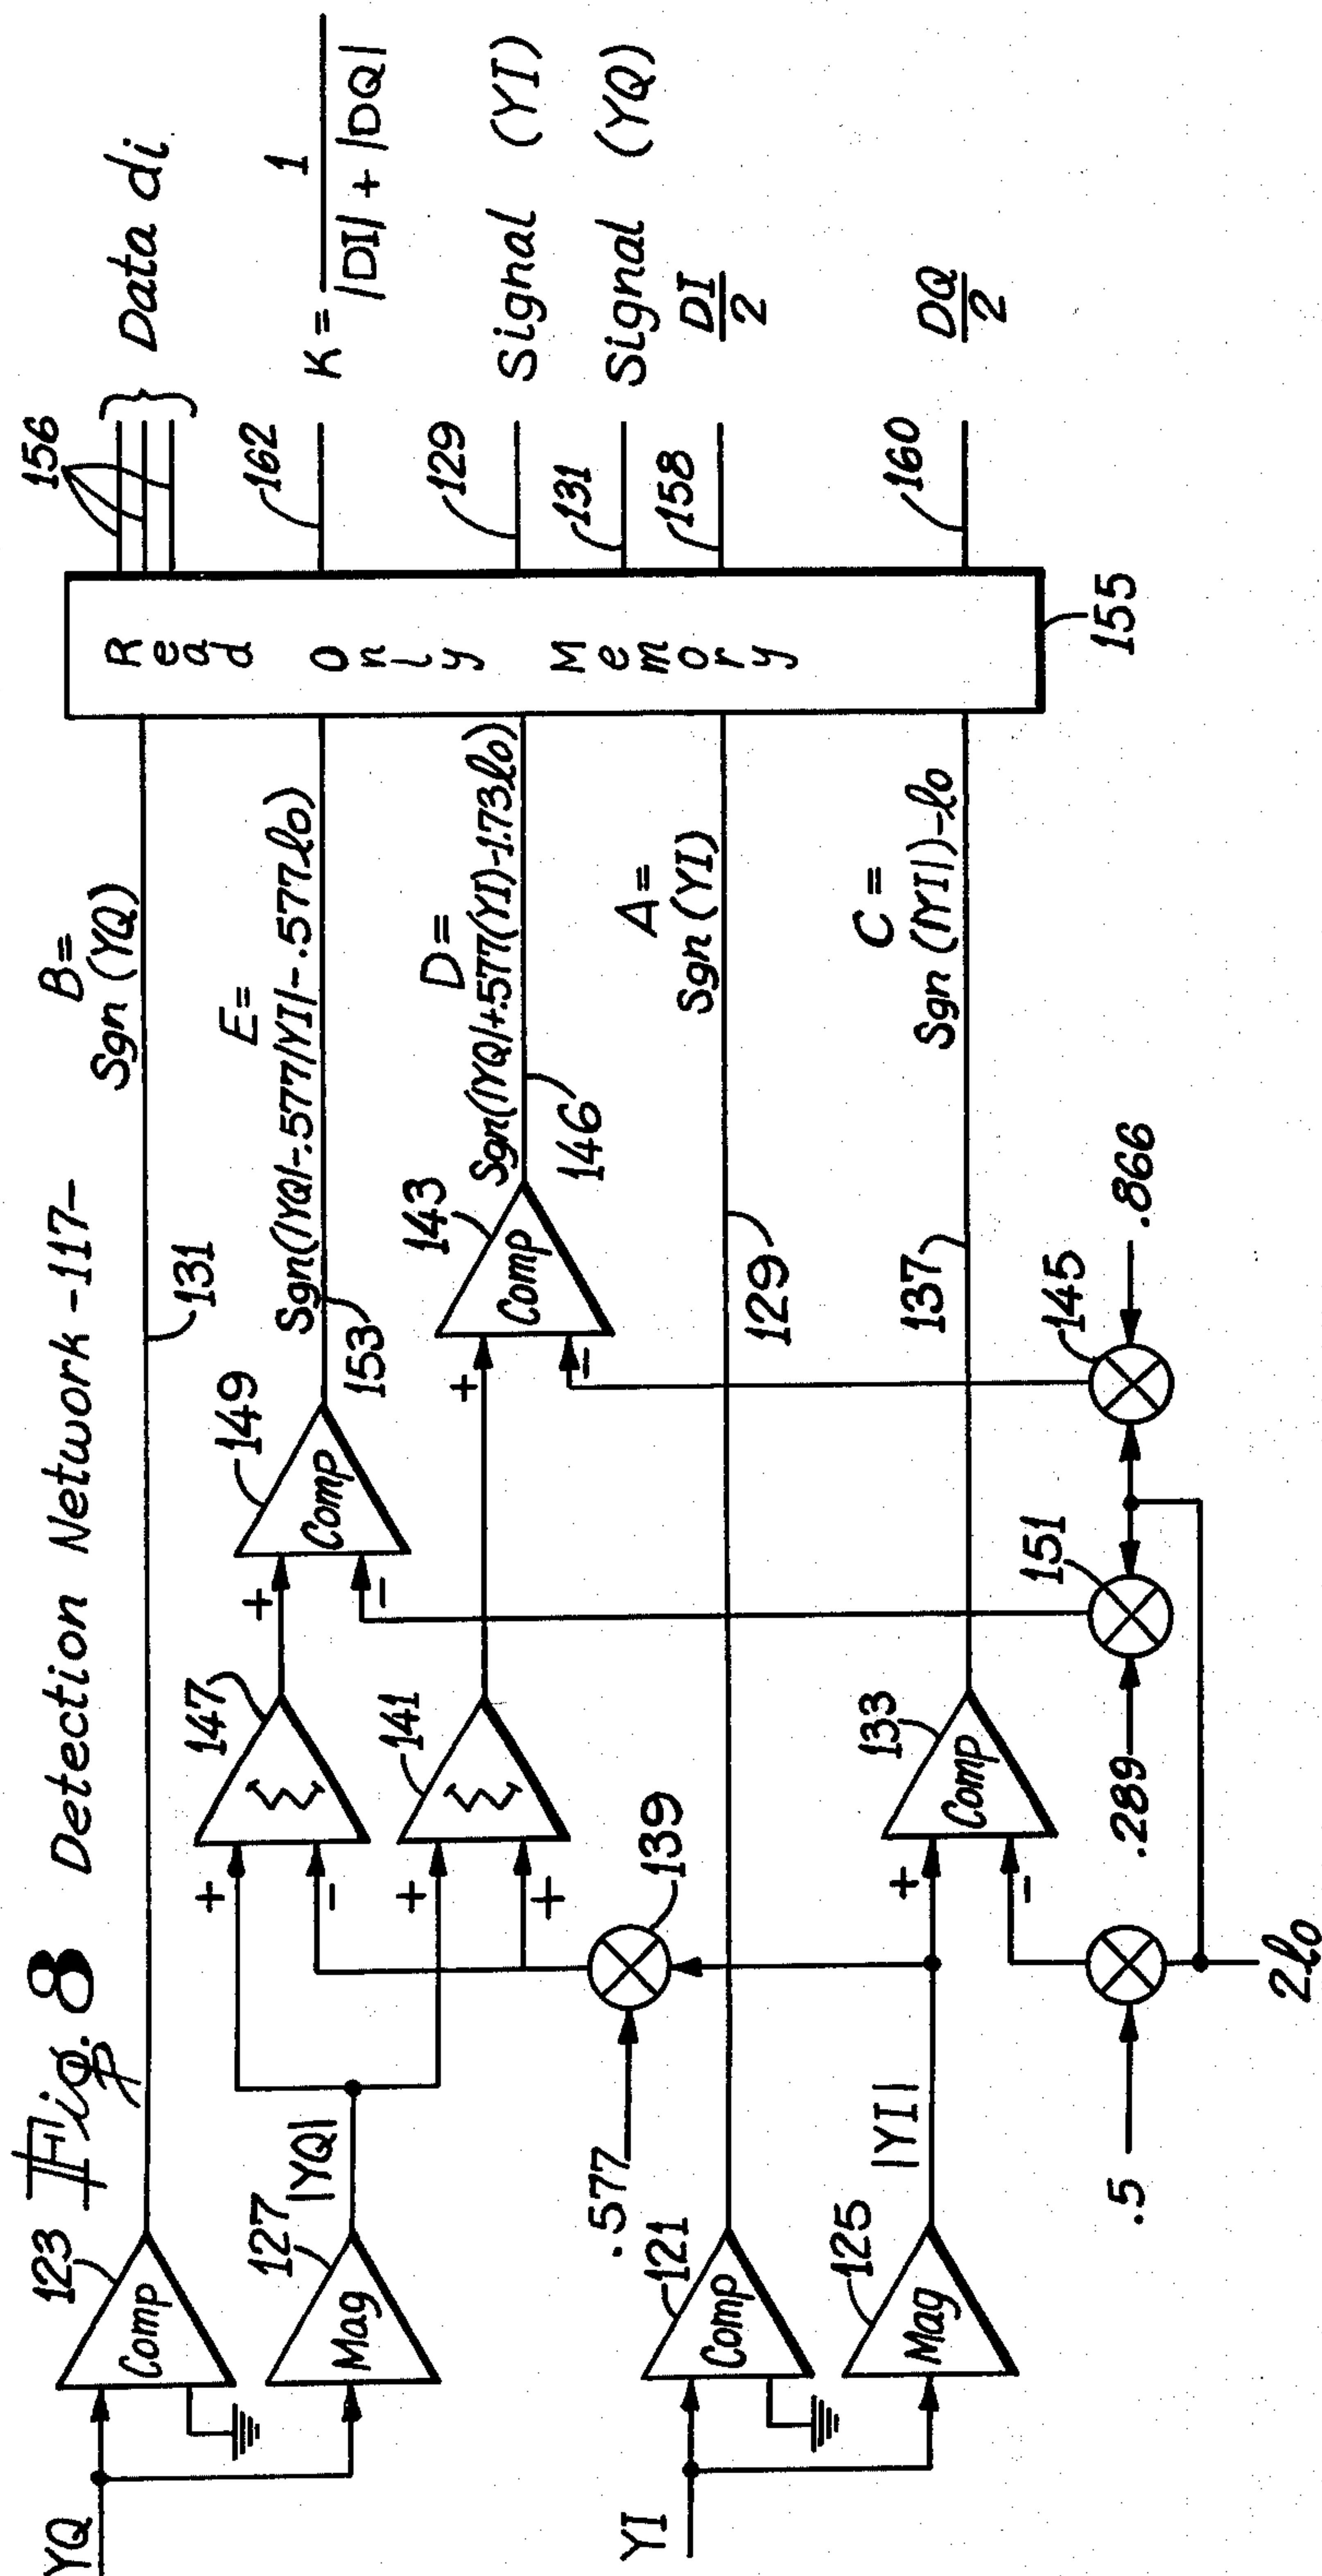 Fig. 8 Detection Network -117-
YQ
123
Comp
131
B=
Sgn (YQ)
127
Mag
|YQ|
+
-
147
Σ
+
-
149
Comp
153
E=
Sgn(|YQ|-.577|YI|-.577lo)
+
+
141
Σ
+
-
143
Comp
146
D=
Sgn(|YQ|+.577(YI)-1.73lo)
.577
139
YI
121
Comp
129
A=
Sgn (YI)
125
Mag
|YI|
+
-
133
Comp
137
C =
Sgn (|YI|)-lo
.5
2lo
.289
151
145
.866
Read Only Memory
155
156
Data di
162
K = 1 / |DI| + |DQ|
129
Signal (YI)
131
Signal (YQ)
158
DI/2
160
DQ/2